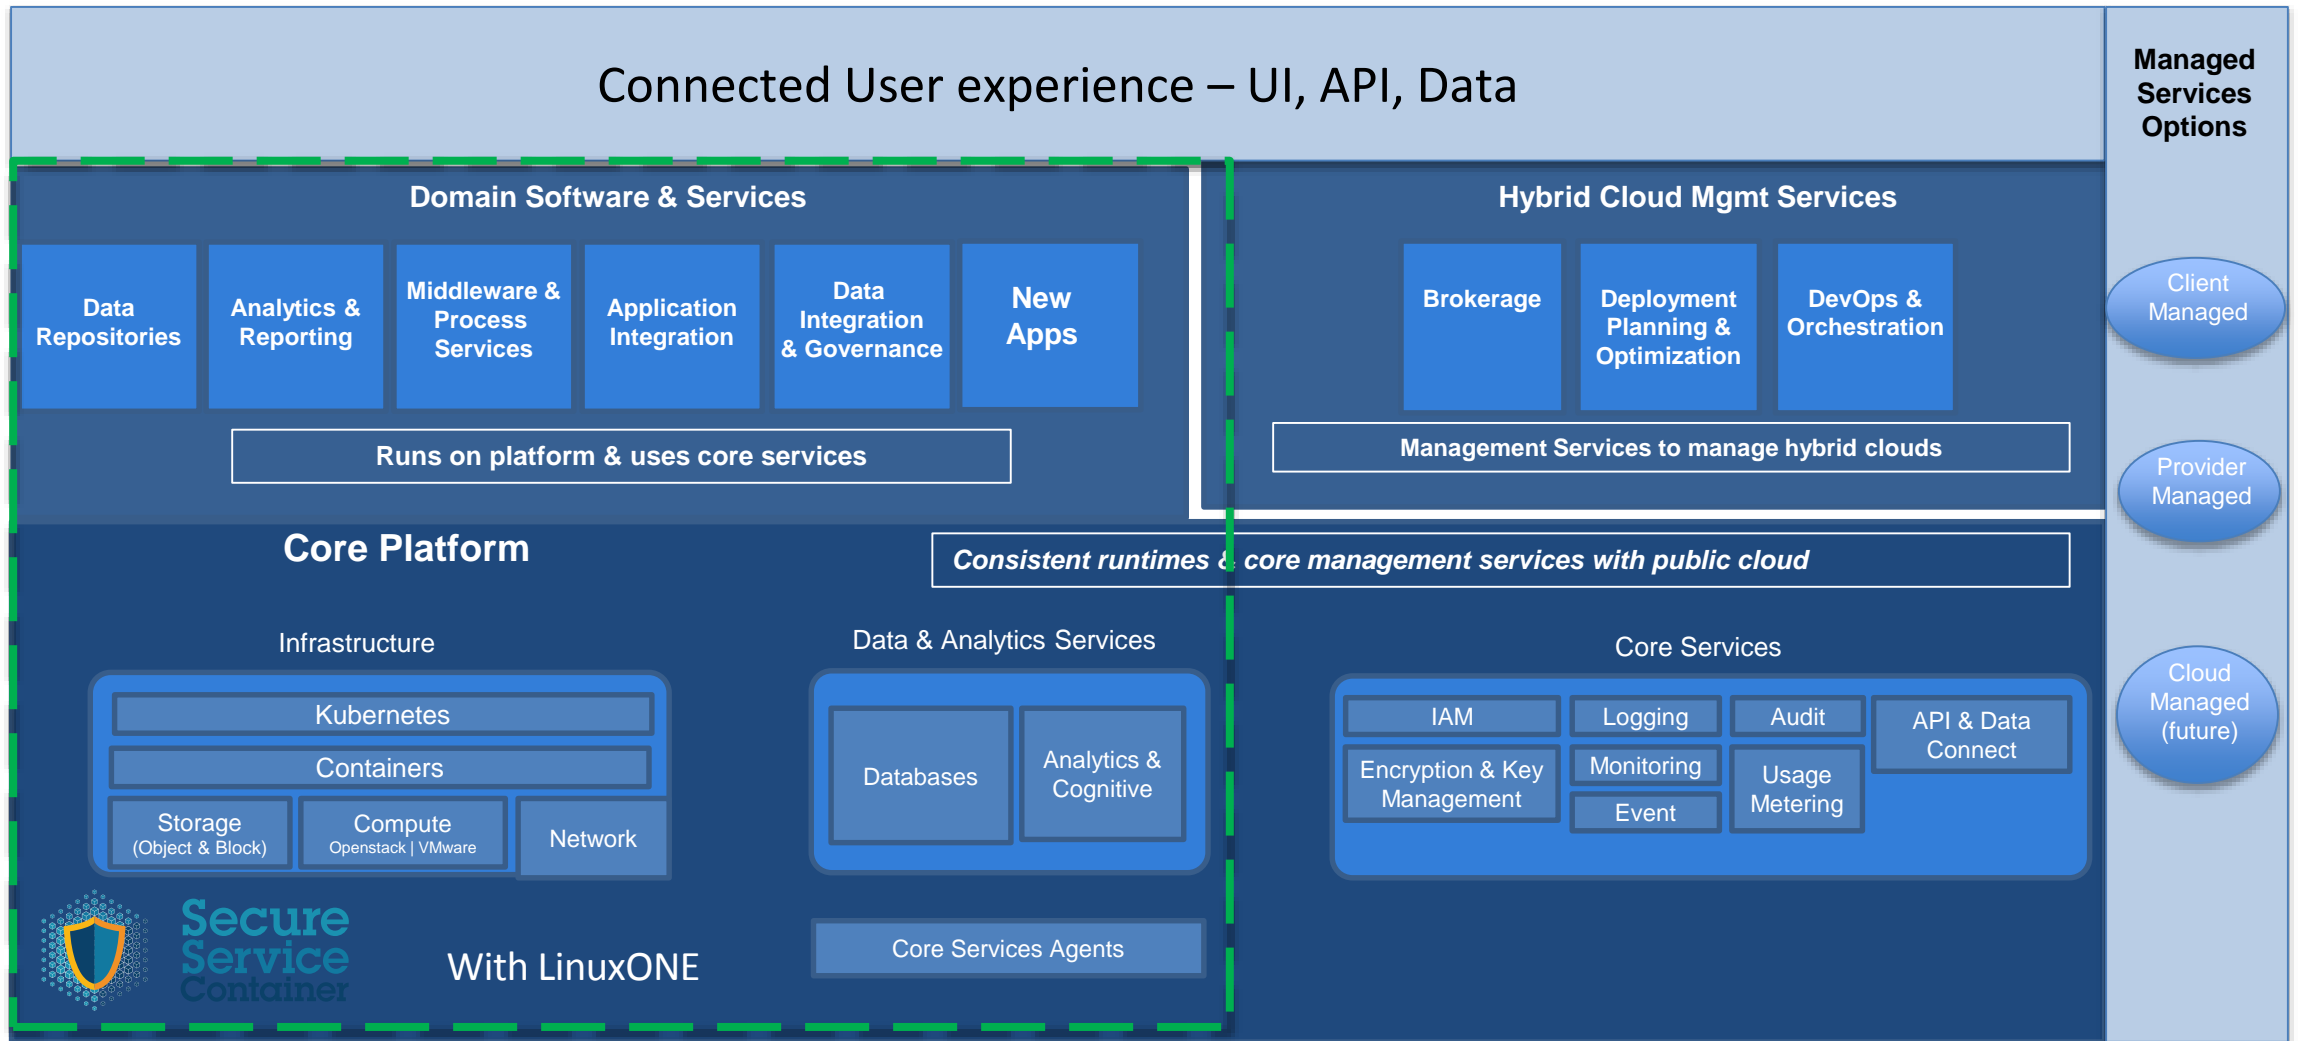 Connected User experience – UI, API, Data
Managed
Services
Options
Domain Software & Services
Data
Repositories
Analytics &
Reporting
Middleware &
Process
Services
Application
Integration
Data
Integration
& Governance
New
Apps
Runs on platform & uses core services
Hybrid Cloud Mgmt Services
Brokerage
Deployment
Planning &
Optimization
DevOps &
Orchestration
Management Services to manage hybrid clouds
Client
Managed
Provider
Managed
Cloud
Managed
(future)
Core Platform
Consistent runtimes & core management services with public cloud
Infrastructure
Kubernetes
Containers
Storage
(Object & Block)
Compute
Openstack | VMware
Network
Data & Analytics Services
Databases
Analytics &
Cognitive
Core Services
IAM
Logging
Audit
API & Data
Connect
Encryption & Key
Management
Monitoring
Usage
Metering
Event
Secure
Service
Container
With LinuxONE
Core Services Agents